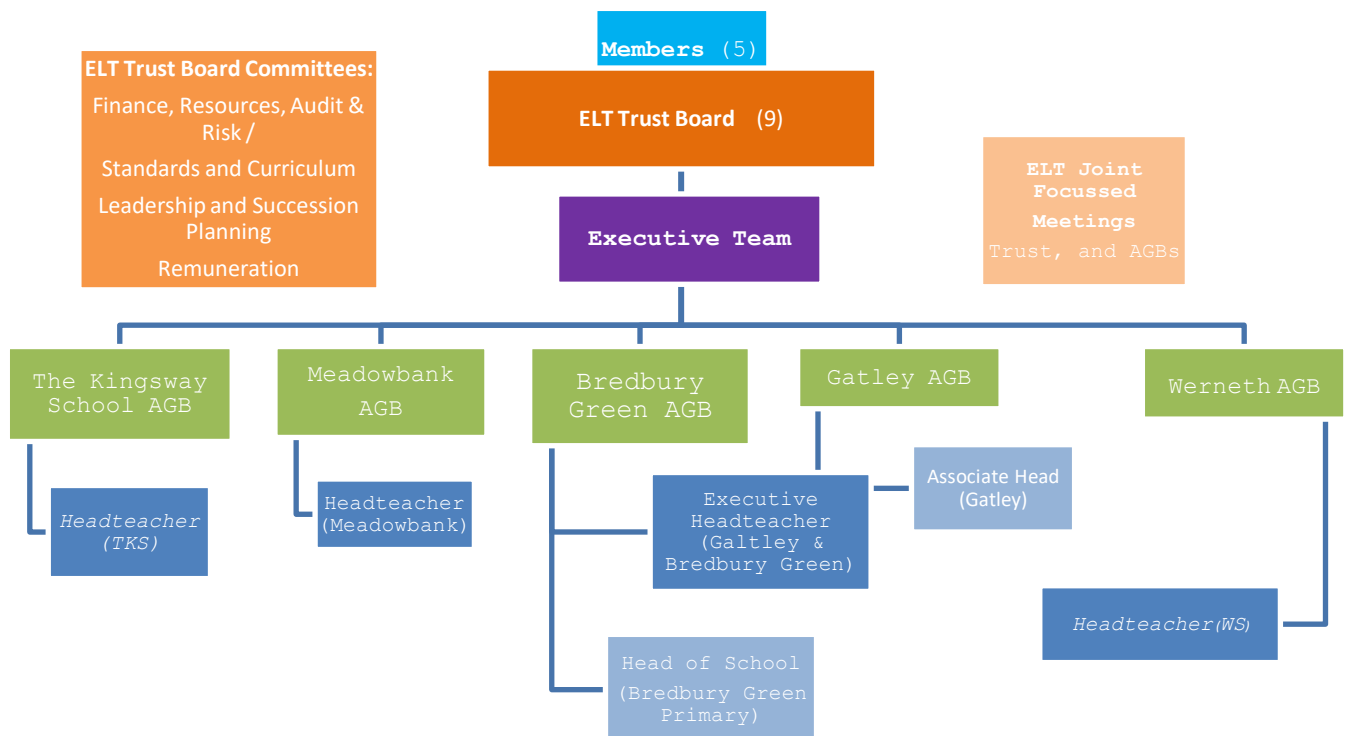 Members (5)
ELT Trust Board Committees:
Finance, Resources, Audit &
Risk /
Standards and Curriculum
Leadership and Succession
Planning
Remuneration
ELT Trust Board (9)
ELT Joint
Focussed
Meetings
Trust, and AGBs
Executive Team
The Kingsway
School AGB
Meadowbank
AGB
Bredbury
Green AGB
Gatley AGB
Werneth AGB
Headteacher
(TKS)
Headteacher
(Meadowbank)
Executive
Headteacher
(Galtley &
Bredbury Green)
Associate Head
(Gatley)
Headteacher(WS)
Head of School
(Bredbury Green
Primary)